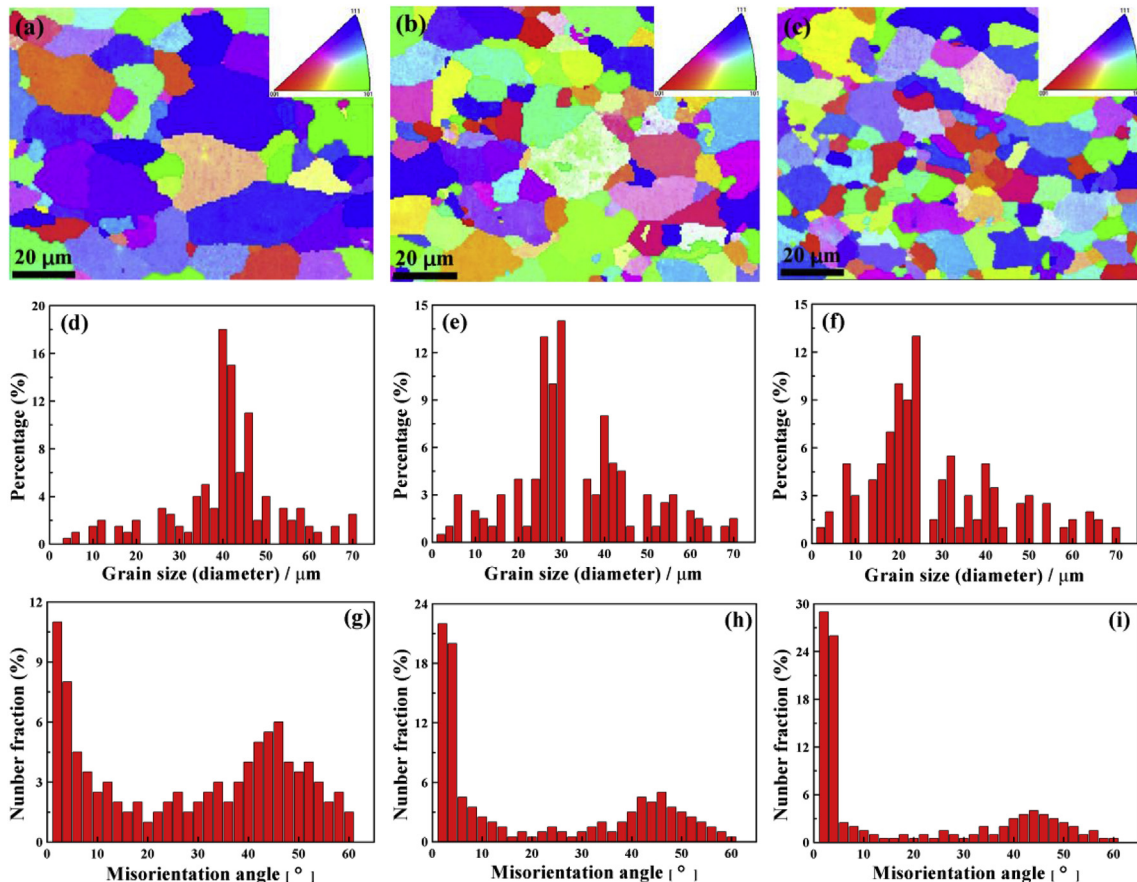 (a)
111
001
101
20 μm
(b)
111
001
101
20 μm
(c)
111
001
101
20 μm
(d)
20
16
12
8
4
0
0 10 20 30 40 50 60 70
Percentage (%)
Grain size (diameter) / μm
(e)
15
12
9
6
3
0
0 10 20 30 40 50 60 70
Percentage (%)
Grain size (diameter) / μm
(f)
15
12
9
6
3
0
0 10 20 30 40 50 60 70
Percentage (%)
Grain size (diameter) / μm
(g)
12
9
6
3
0
0 10 20 30 40 50 60
Nunber fraction (%)
Misorientation angle [ ° ]
(h)
24
18
12
6
0
0 10 20 30 40 50 60
Nunber fraction (%)
Misorientation angle [ ° ]
(i)
30
24
18
12
6
0
0 10 20 30 40 50 60
Nunber fraction (%)
Misorientation angle [ ° ]